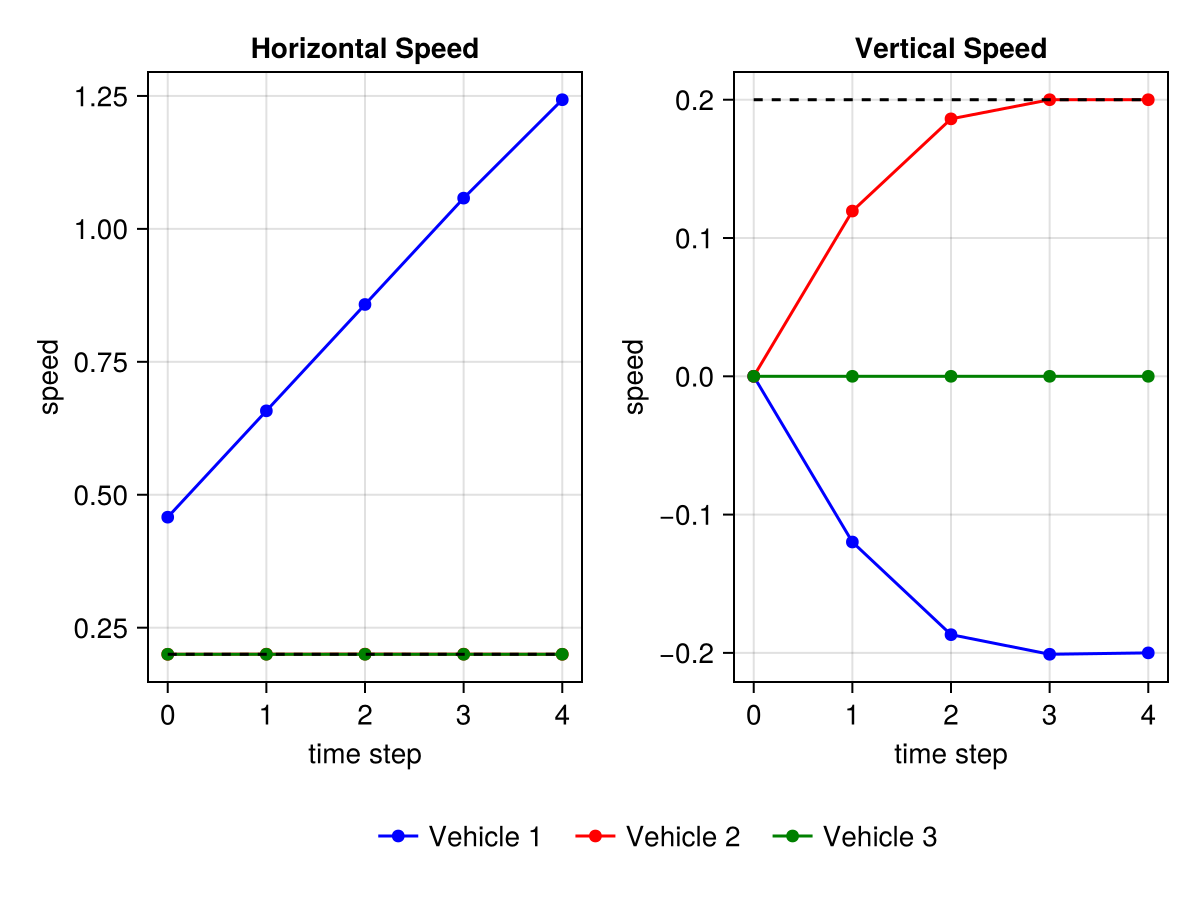 Horizontal Speed
1.25
1.00
0.75
0.50
0.25
speed
0 1 2 3 4
time step
Vertical Speed
0.2
0.1
0.0
−0.1
−0.2
speed
0 1 2 3 4
time step
Vehicle 1 Vehicle 2 Vehicle 3